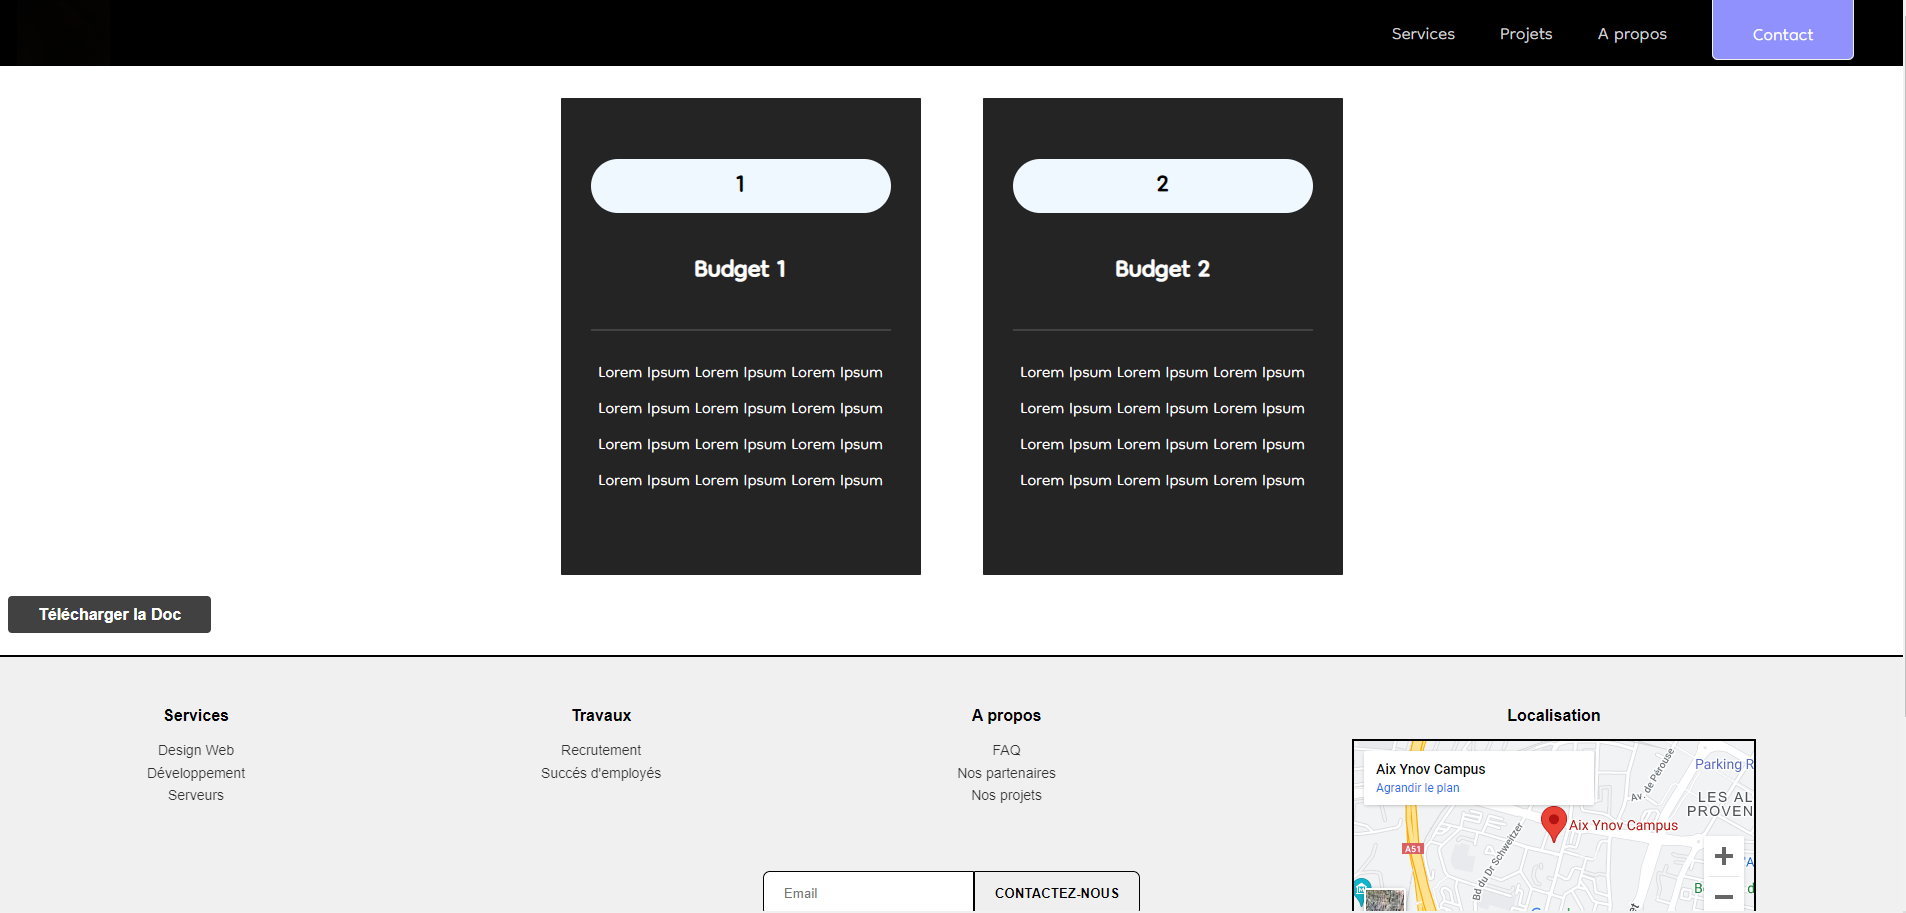 Services Projets A propos Contact
1
Budget 1
Lorem Ipsum Lorem Ipsum Lorem Ipsum
Lorem Ipsum Lorem Ipsum Lorem Ipsum
Lorem Ipsum Lorem Ipsum Lorem Ipsum
Lorem Ipsum Lorem Ipsum Lorem Ipsum
2
Budget 2
Lorem Ipsum Lorem Ipsum Lorem Ipsum
Lorem Ipsum Lorem Ipsum Lorem Ipsum
Lorem Ipsum Lorem Ipsum Lorem Ipsum
Lorem Ipsum Lorem Ipsum Lorem Ipsum
Télécharger la Doc
Services
Design Web
Développement
Serveurs
Travaux
Recrutement
Succés d'employés
A propos
FAQ
Nos partenaires
Nos projets
Email
CONTACTEZ-NOUS
Localisation
Aix Ynov Campus
Agrandir le plan
Av. de Pérouse
Parking R
LES AL
PROVEN
Aix Ynov Campus
A51
Bd du Dr Schweitzer